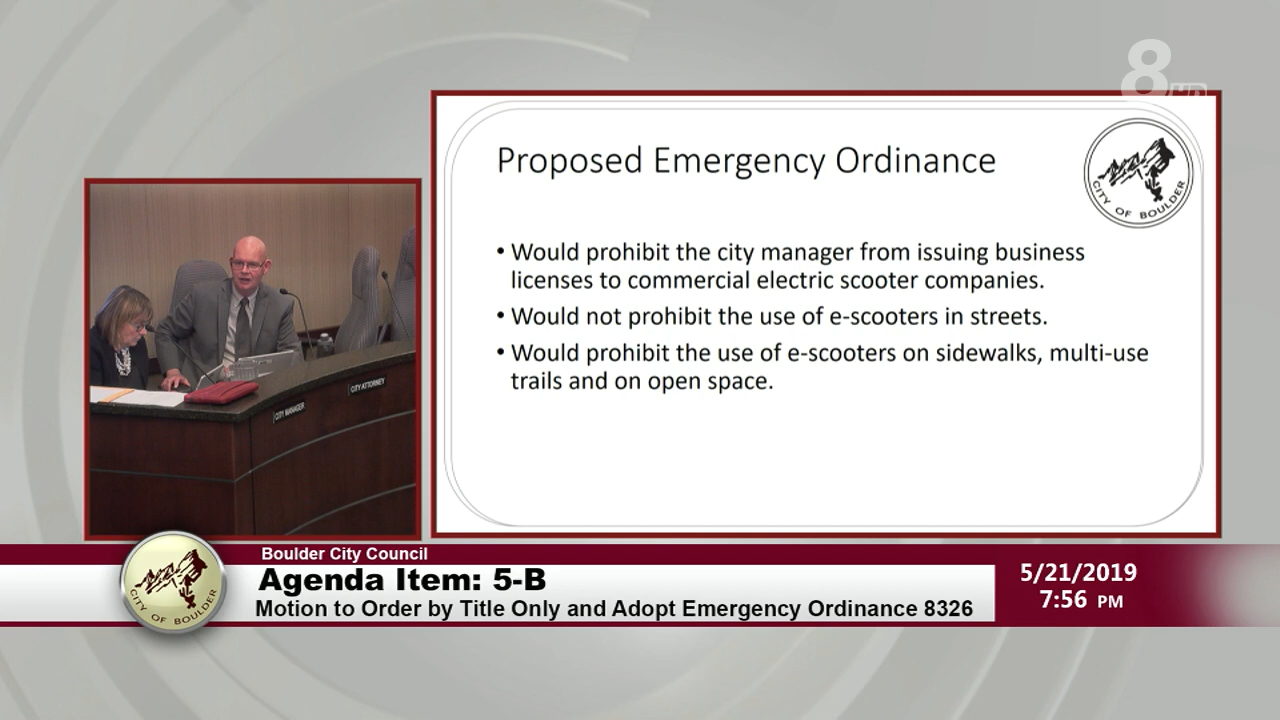 8
HD
Proposed Emergency Ordinance
CITY OF BOULDER
• Would prohibit the city manager from issuing business
licenses to commercial electric scooter companies.
• Would not prohibit the use of e-scooters in streets.
• Would prohibit the use of e-scooters on sidewalks, multi-use
trails and on open space.
CITY MANAGER
CITY ATTORNEY
Boulder City Council
Agenda Item: 5-B
Motion to Order by Title Only and Adopt Emergency Ordinance 8326
CITY OF BOULDER
5/21/2019
7:56 PM